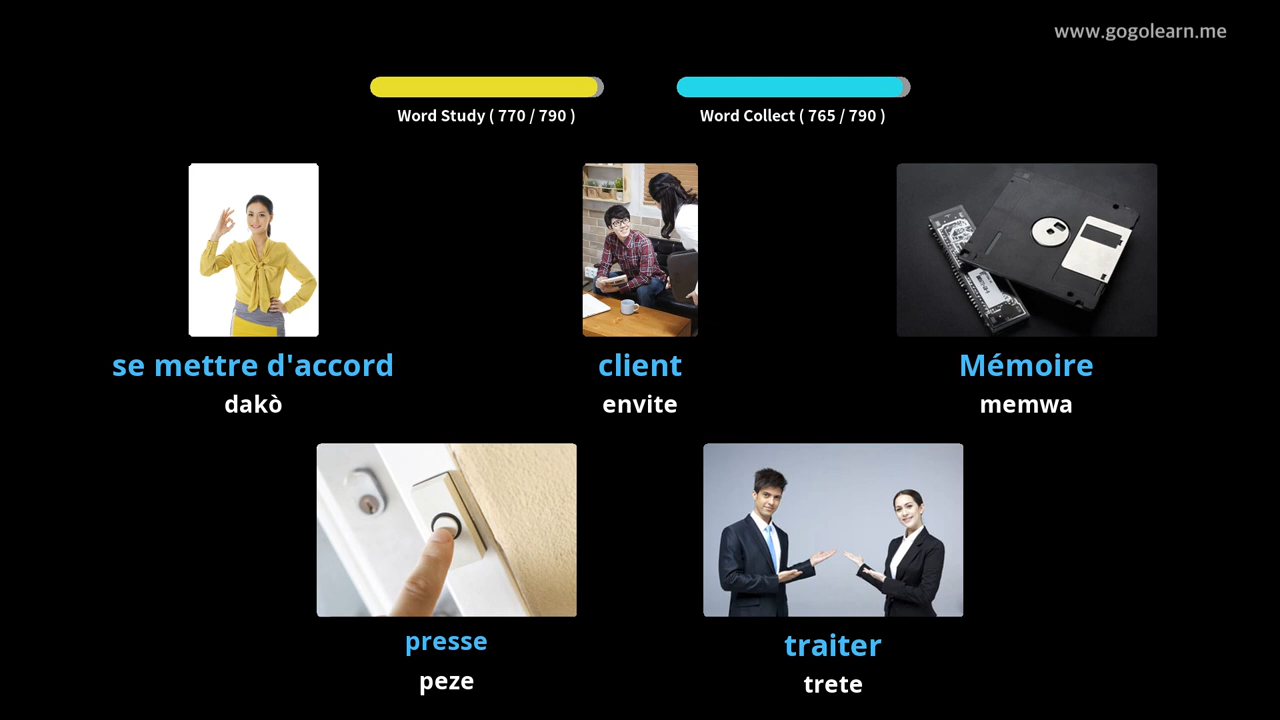 www.gogolearn.me
Word Study ( 770 / 790 )
Word Collect ( 765 / 790 )
se mettre d'accord
dakò
client
envite
Mémoire
memwa
presse
peze
traiter
trete